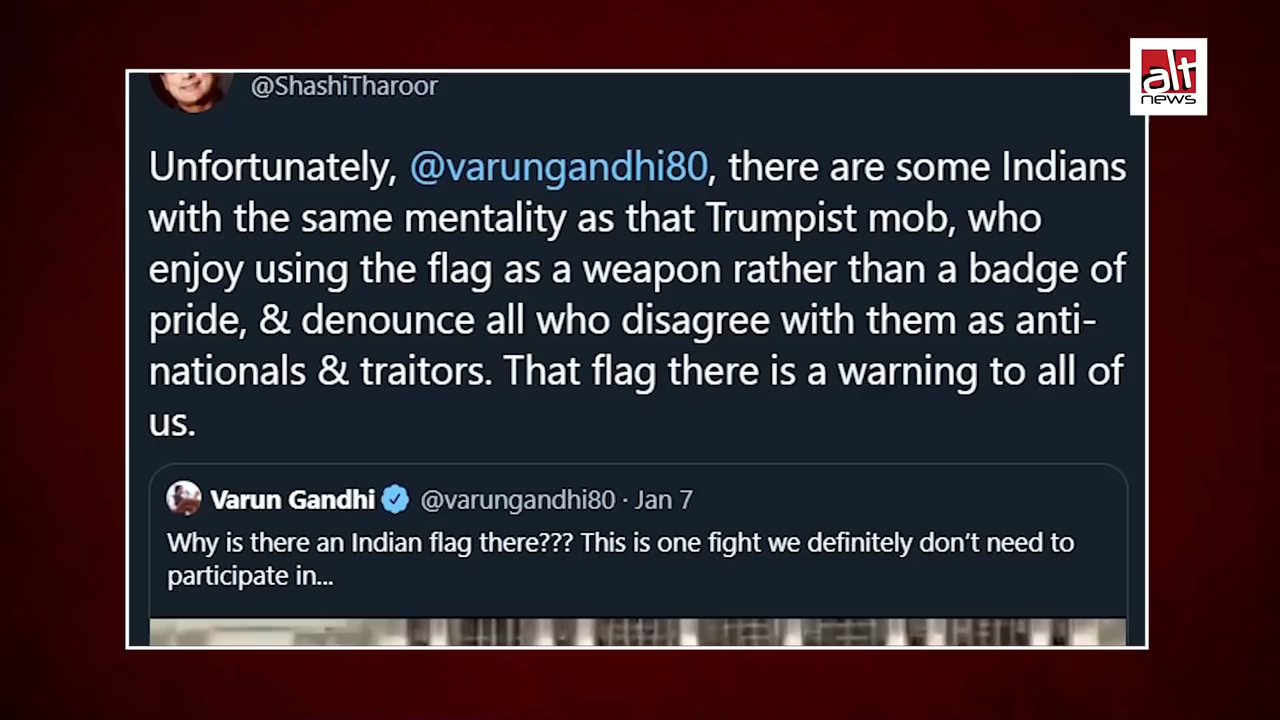 alt
news
@ShashiTharoor
Unfortunately, @varungandhi80, there are some Indians
with the same mentality as that Trumpist mob, who
enjoy using the flag as a weapon rather than a badge of
pride, & denounce all who disagree with them as anti-
nationals & traitors. That flag there is a warning to all of
us.
Varun Gandhi @varungandhi80 · Jan 7
Why is there an Indian flag there??? This is one fight we definitely don't need to
participate in...